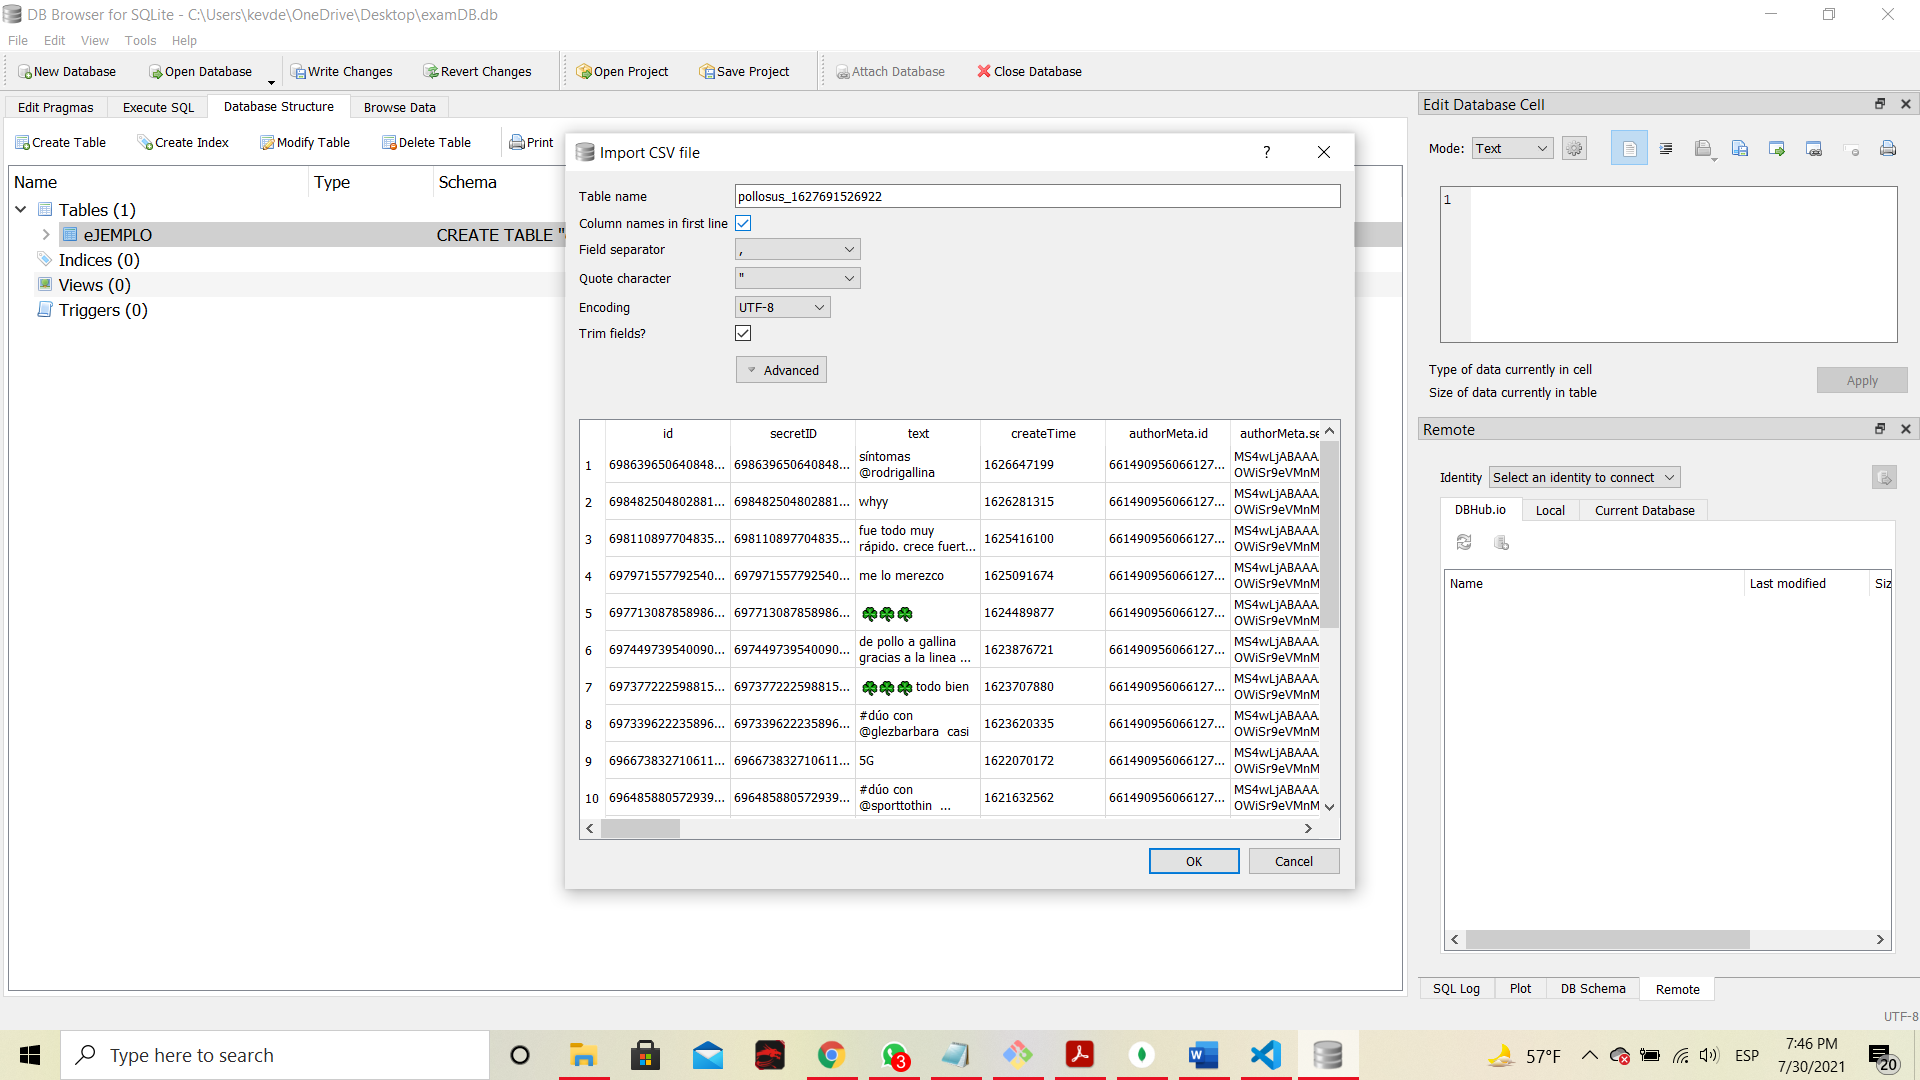 DB Browser for SQLite - C:\Users\kevde\OneDrive\Desktop\examDB.db
File Edit View Tools Help
New Database Open Database Write Changes Revert Changes Open Project Save Project Attach Database Close Database
Edit Pragmas Execute SQL Database Structure Browse Data
Create Table Create Index Modify Table Delete Table Print
Name Type Schema
Tables (1)
eJEMPLO CREATE TABLE "
Indices (0)
Views (0)
Triggers (0)
Import CSV file ?
Table name pollosus_1627691526922
Column names in first line
Field separator ,
Quote character "
Encoding UTF-8
Trim fields?
Advanced
id secretID text createTime authorMeta.id authorMeta.se
1 698639650640848... 698639650640848... síntomas @rodrigallina 1626647199 661490956066127... MS4wLjABAAA OWiSr9eVMnM
2 698482504802881... 698482504802881... whyy 1626281315 661490956066127... MS4wLjABAAA OWiSr9eVMnM
3 698110897704835... 698110897704835... fue todo muy rápido. crece fuert... 1625416100 661490956066127... MS4wLjABAAA OWiSr9eVMnM
4 697971557792540... 697971557792540... me lo merezco 1625091674 661490956066127... MS4wLjABAAA OWiSr9eVMnM
5 697713087858986... 697713087858986... ☘☘☘ 1624489877 661490956066127... MS4wLjABAAA OWiSr9eVMnM
6 697449739540090... 697449739540090... de pollo a gallina gracias a la linea ... 1623876721 661490956066127... MS4wLjABAAA OWiSr9eVMnM
7 697377222598815... 697377222598815... ☘☘☘ todo bien 1623707880 661490956066127... MS4wLjABAAA OWiSr9eVMnM
8 697339622235896... 697339622235896... #dúo con @glezbarbara casi 1623620335 661490956066127... MS4wLjABAAA OWiSr9eVMnM
9 696673832710611... 696673832710611... 5G 1622070172 661490956066127... MS4wLjABAAA OWiSr9eVMnM
10 696485880572939... 696485880572939... #dúo con @sporttothin ... 1621632562 661490956066127... MS4wLjABAAA OWiSr9eVMnM
OK Cancel
Edit Database Cell
Mode: Text
1
Type of data currently in cell
Size of data currently in table
Apply
Remote
Identity Select an identity to connect
DBHub.io Local Current Database
Name Last modified Siz
SQL Log Plot DB Schema Remote
UTF-8
Type here to search
3
57°F
ESP
7:46 PM
7/30/2021
20